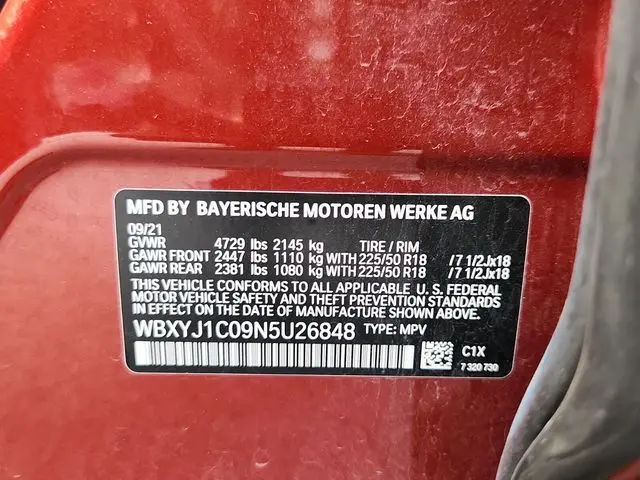 MFD BY BAYERISCHE MOTOREN WERKE AG
09/21
GVWR 4729 lbs 2145 kg TIRE / RIM
GAWR FRONT 2447 lbs 1110 kg WITH 225/50 R18 /7 1/2Jx18
GAWR REAR 2381 lbs 1080 kg WITH 225/50 R18 /7 1/2Jx18
THIS VEHICLE CONFORMS TO ALL APPLICABLE U. S. FEDERAL
MOTOR VEHICLE SAFETY, BUMPER, AND THEFT PREVENTION STANDARDS
IN EFFECT ON THE DATE OF MANUFACTURE SHOWN ABOVE.
WBXYJ1C09N5U26848 TYPE: MPV
C1X
7 320 730